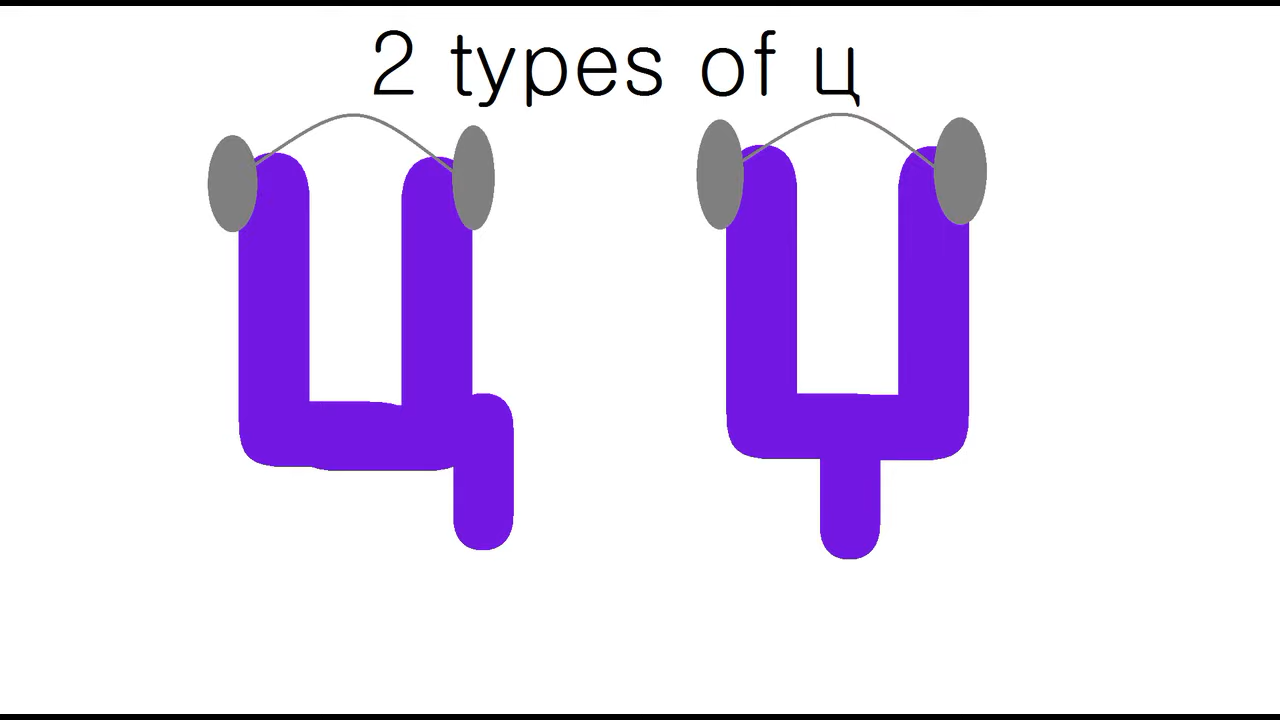 2 types of ц
ц ц